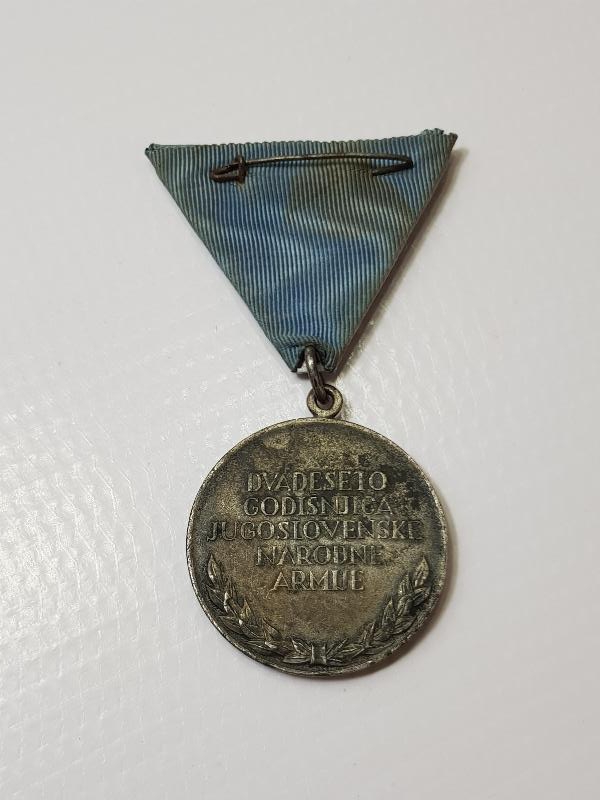 DVADESETO
GODIŠNJICA
JUGOSLOVENSKE
NARODNE
ARMIJE